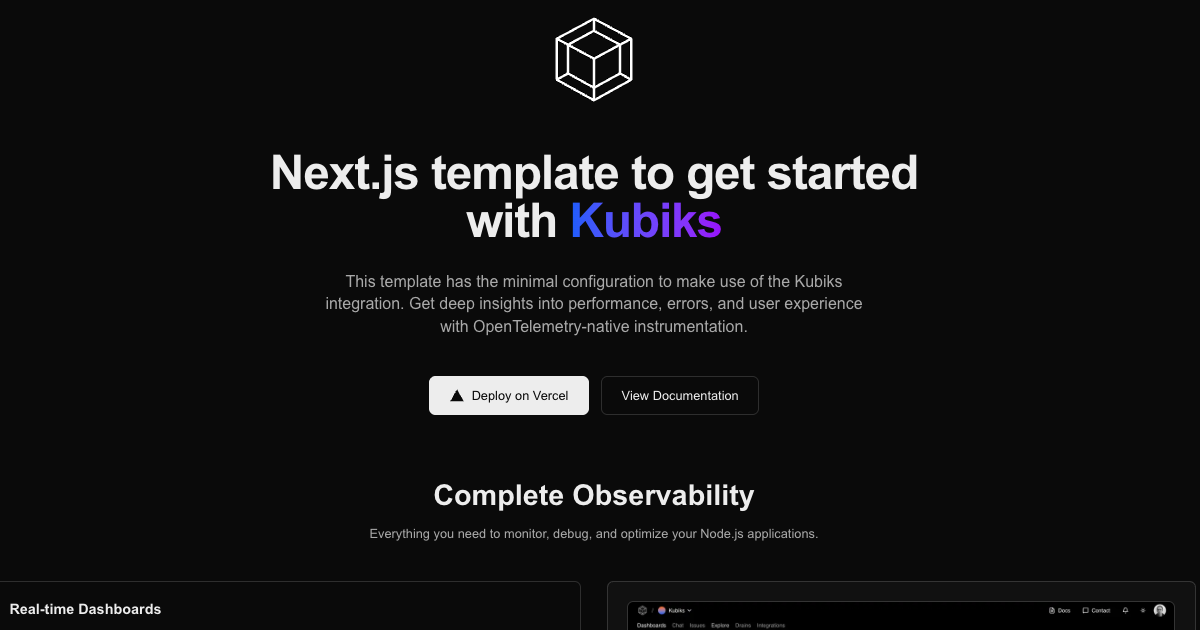 Next.js template to get started
with Kubiks
This template has the minimal configuration to make use of the Kubiks
integration. Get deep insights into performance, errors, and user experience
with OpenTelemetry-native instrumentation.
Deploy on Vercel
View Documentation
Complete Observability
Everything you need to monitor, debug, and optimize your Node.js applications.
Real-time Dashboards
/ Kubiks
Docs
Contact
Dashboards Chat Issues Explore Drains Integrations